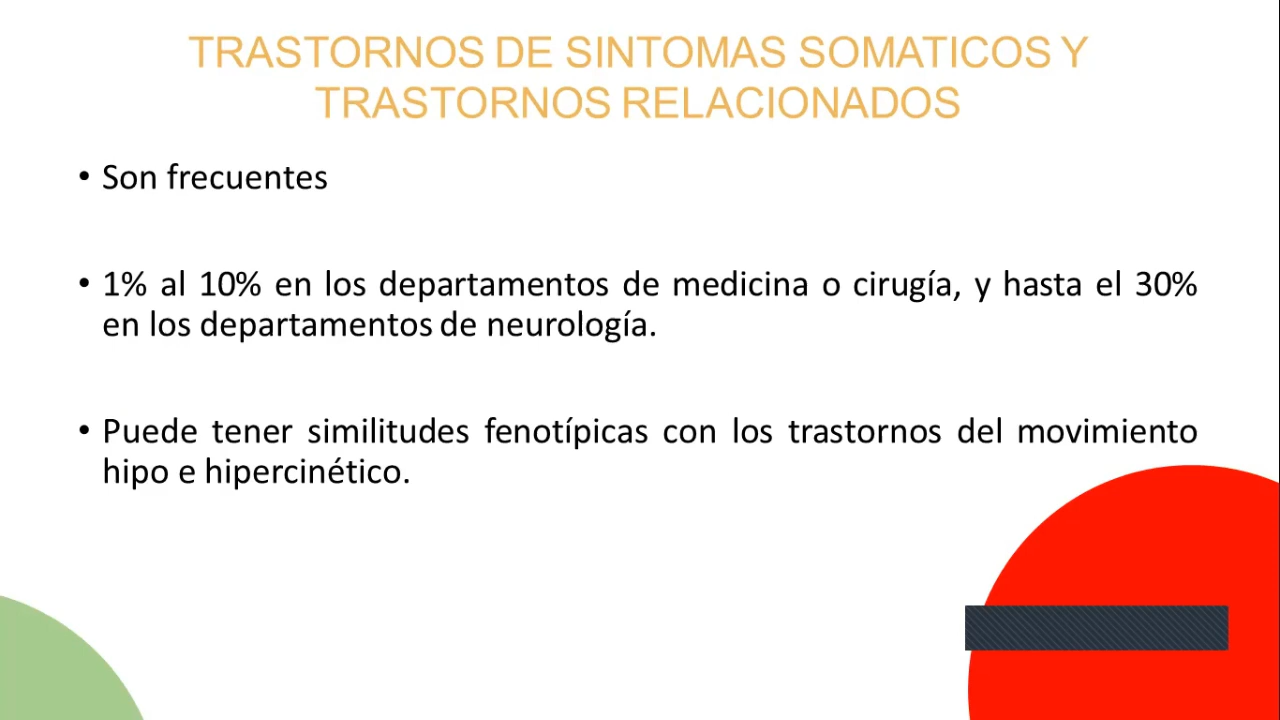 TRASTORNOS DE SINTOMAS SOMATICOS Y
TRASTORNOS RELACIONADOS
• Son frecuentes
• 1% al 10% en los departamentos de medicina o cirugía, y hasta el 30%
en los departamentos de neurología.
• Puede tener similitudes fenotípicas con los trastornos del movimiento
hipo e hipercinético.